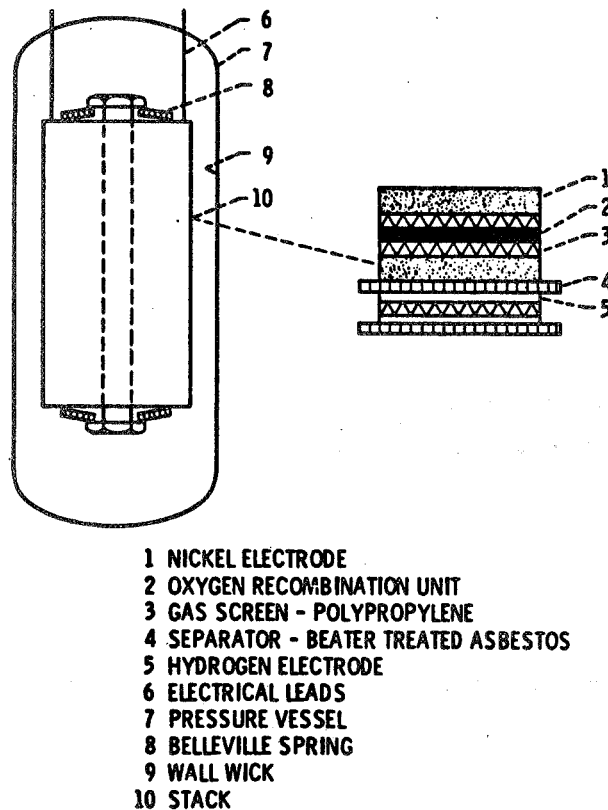 6
7
8
9
10
1
2
3
4
5
1 NICKEL ELECTRODE
2 OXYGEN RECOMBINATION UNIT
3 GAS SCREEN - POLYPROPYLENE
4 SEPARATOR - BEATER TREATED ASBESTOS
5 HYDROGEN ELECTRODE
6 ELECTRICAL LEADS
7 PRESSURE VESSEL
8 BELLEVILLE SPRING
9 WALL WICK
10 STACK